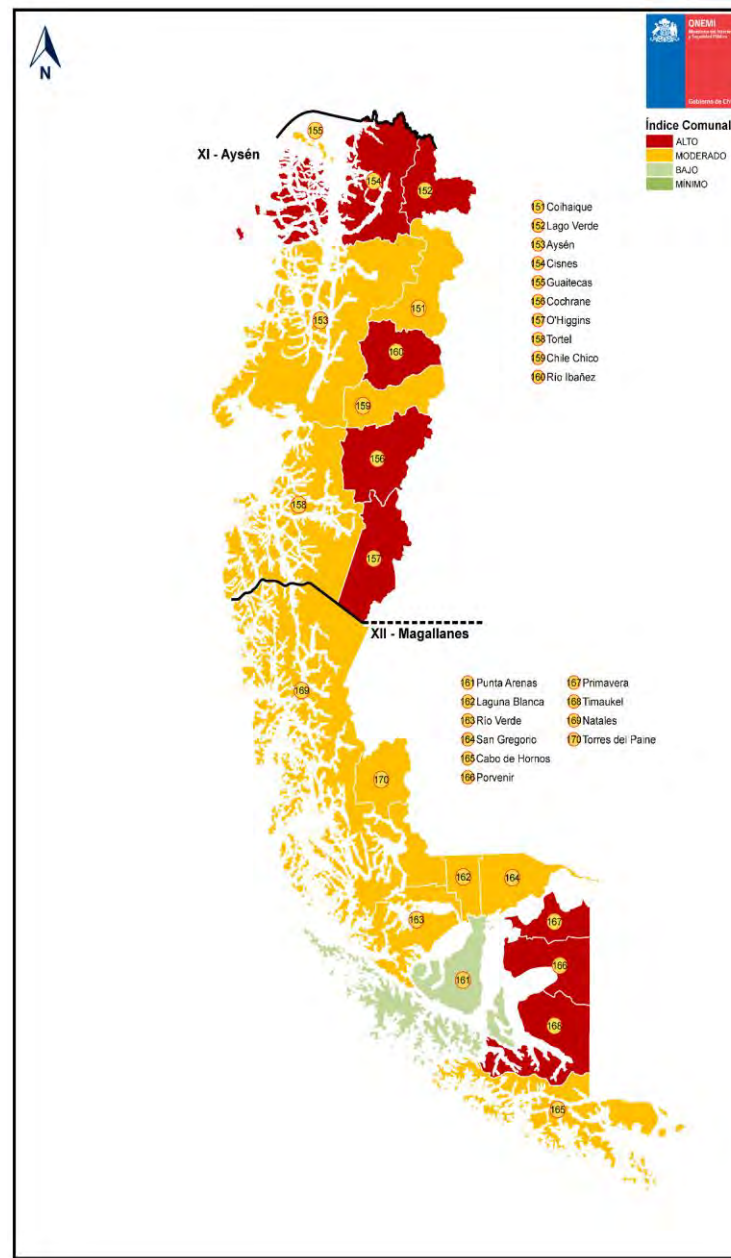 N
ONEMI
Gobierno de Ch
Índice Comunal
ALTO
MODERADO
BAJO
MÍNIMO
XI - Aysén
155
154
152
153
151
160
159
156
158
157
151 Coihaique
152 Lago Verde
153 Aysén
154 Cisnes
155 Guaitecas
156 Cochrane
157 O'Higgins
158 Tortel
159 Chile Chico
160 Río Ibañez
XII - Magallanes
161 Punta Arenas
162 Laguna Blanca
163 Río Verde
164 San Gregorio
165 Cabo de Hornos
166 Porvenir
167 Primavera
168 Timaukel
169 Natales
170 Torres del Paine
169
170
162
164
163
167
161
166
168
165